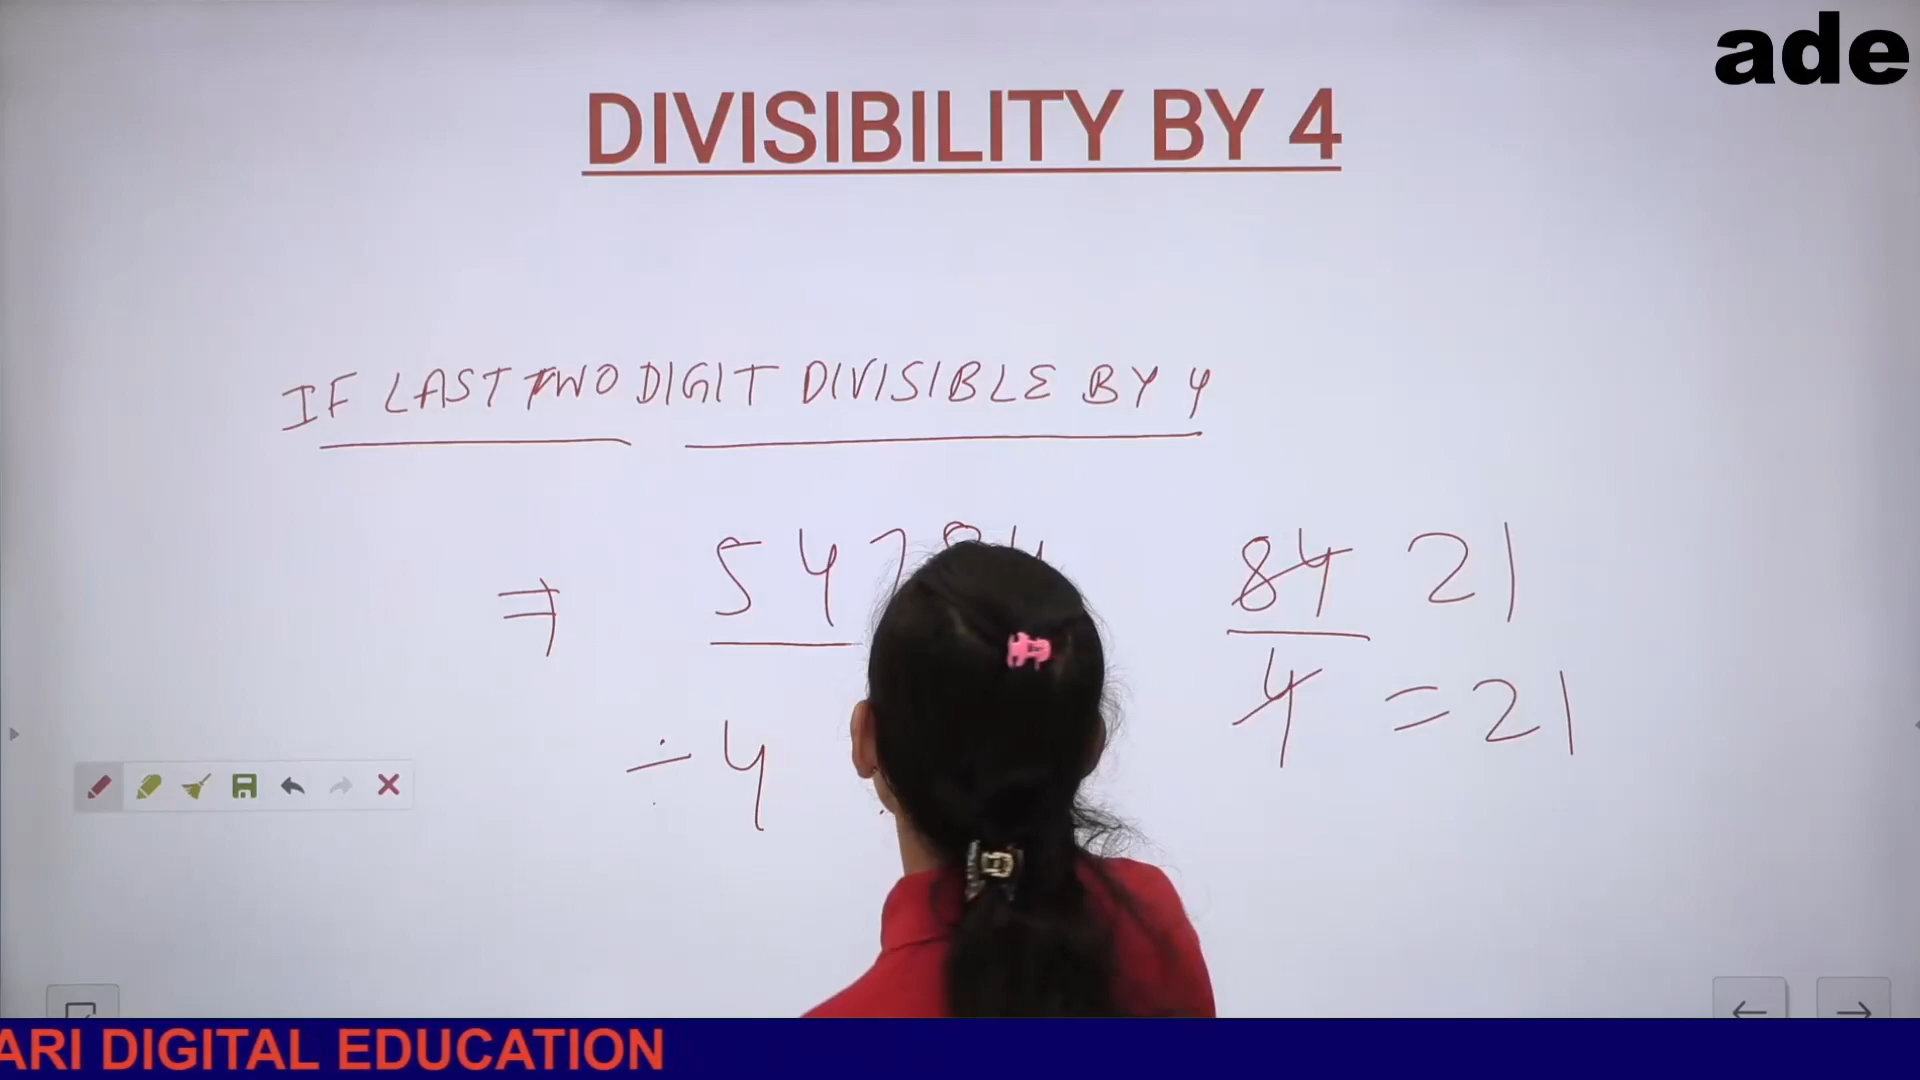 ade
DIVISIBILITY BY 4
IF LAST TWO DIGIT DIVISIBLE BY 4
⇒ 547 84 21
4 = 21
÷ 4
ARI DIGITAL EDUCATION